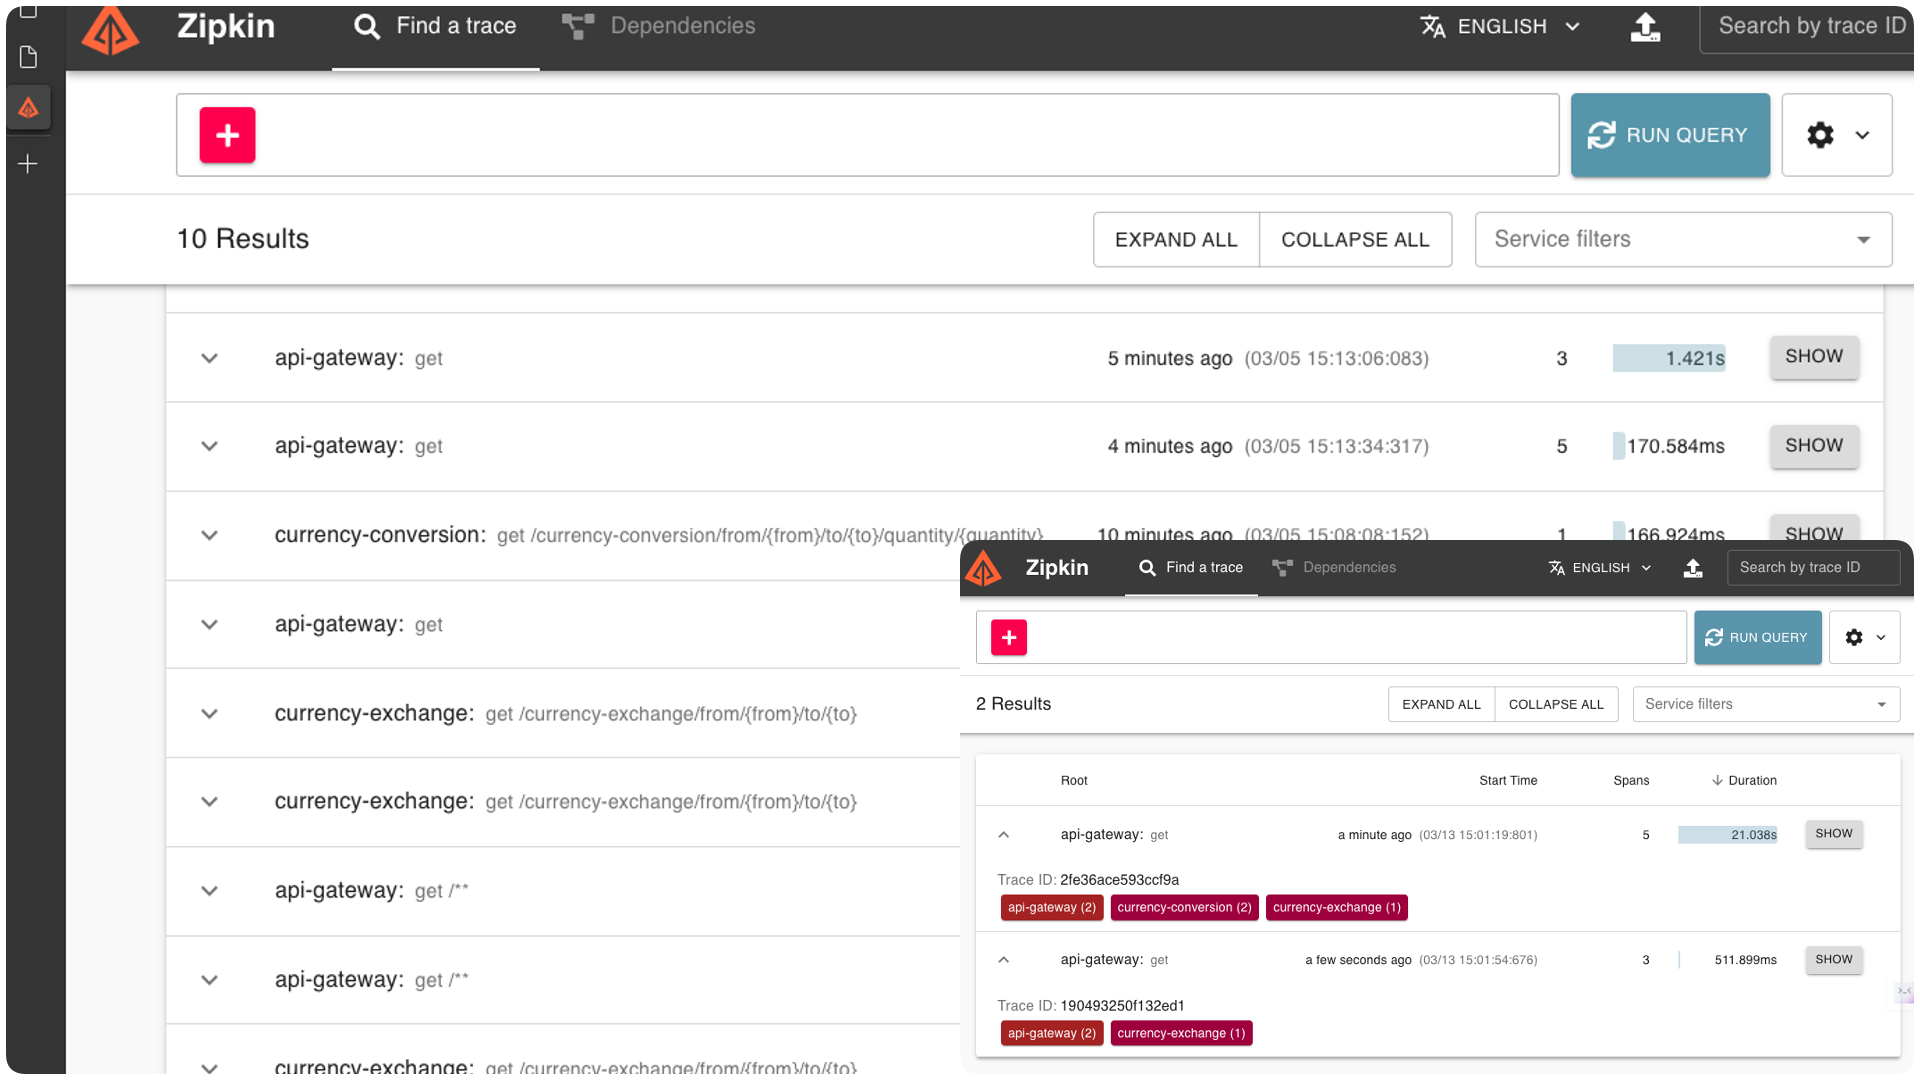 Zipkin Find a trace Dependencies ENGLISH Search by trace ID
RUN QUERY
10 Results EXPAND ALL COLLAPSE ALL Service filters
api-gateway: get 5 minutes ago (03/05 15:13:06:083) 3 1.421s SHOW
api-gateway: get 4 minutes ago (03/05 15:13:34:317) 5 170.584ms SHOW
currency-conversion: get /currency-conversion/from/{from}/to/{to}/quantity/{quantity} 10 minutes ago (03/05 15:08:08:152) 1 166.924ms SHOW
api-gateway: get
currency-exchange: get /currency-exchange/from/{from}/to/{to}
currency-exchange: get /currency-exchange/from/{from}/to/{to}
api-gateway: get /**
api-gateway: get /**
currency-exchange: get /currency-exchange/from/{from}/to/{to}
Zipkin Find a trace Dependencies ENGLISH Search by trace ID
RUN QUERY
2 Results EXPAND ALL COLLAPSE ALL Service filters
Root Start Time Spans Duration
api-gateway: get a minute ago (03/13 15:01:19:801) 5 21.038s SHOW
Trace ID: 2fe36ace593ccf9a
api-gateway (2) currency-conversion (2) currency-exchange (1)
api-gateway: get a few seconds ago (03/13 15:01:54:676) 3 511.899ms SHOW
Trace ID: 190493250f132ed1
api-gateway (2) currency-exchange (1)